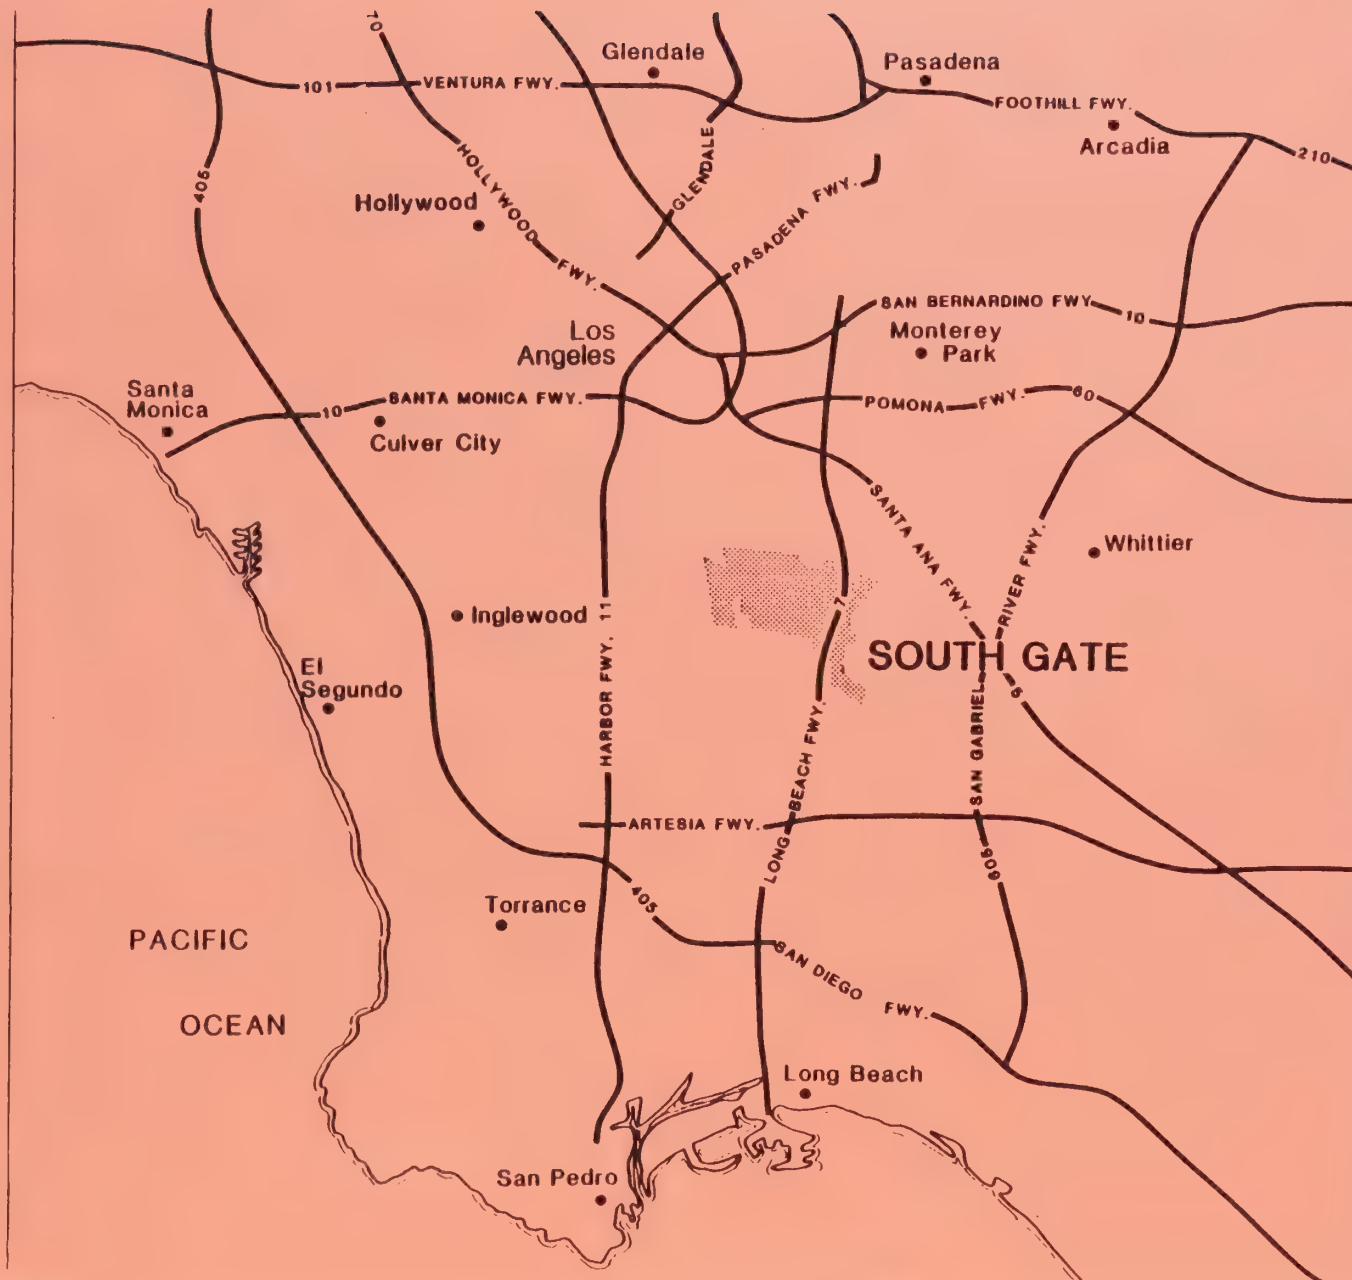 70
Glendale
Pasadena
101
VENTURA FWY.
FOOTHILL FWY.
Arcadia
210
405
HOLLYWOOD
FWY.
GLENDALE
PASADENA FWY.
Hollywood
SAN BERNARDINO FWY.
10
Los
Angeles
Monterey
Park
Santa
Monica
10
SANTA MONICA FWY.
POMONA
FWY.
60
Culver City
SANTA ANA FWY.
RIVER FWY.
Whittier
Inglewood
11
7
SOUTH GATE
El
Segundo
HARBOR FWY.
5
SAN GABRIEL
BEACH FWY.
ARTESIA FWY.
LONG
605
405
Torrance
PACIFIC
OCEAN
SAN DIEGO
FWY.
Long Beach
San Pedro